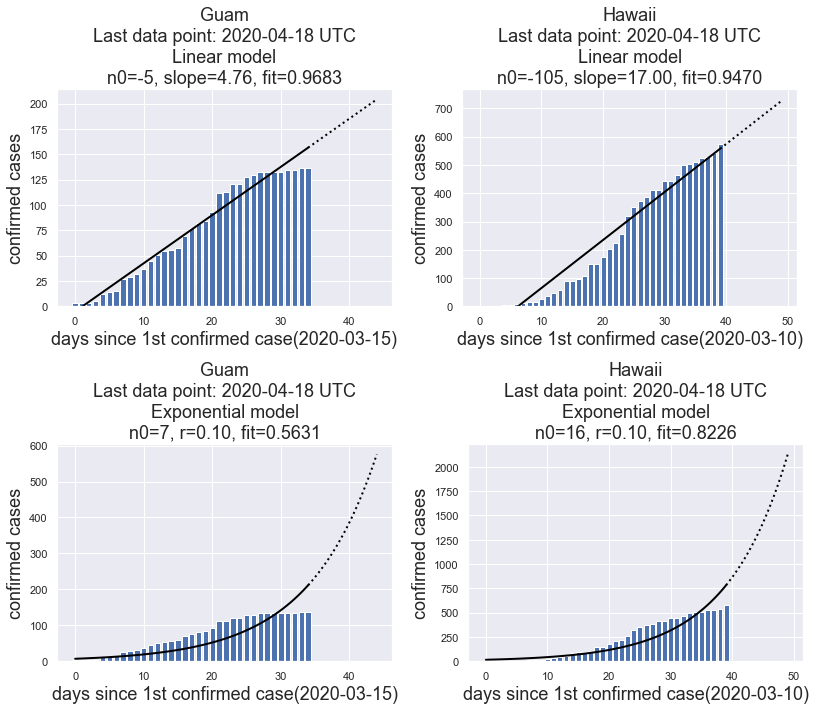 Guam
Last data point: 2020-04-18 UTC
Linear model
n0=-5, slope=4.76, fit=0.9683
200
175
150
125
100
75
50
25
0
confirmed cases
0 10 20 30 40
days since 1st confirmed case(2020-03-15)
Hawaii
Last data point: 2020-04-18 UTC
Linear model
n0=-105, slope=17.00, fit=0.9470
700
600
500
400
300
200
100
0
confirmed cases
0 10 20 30 40 50
days since 1st confirmed case(2020-03-10)
Guam
Last data point: 2020-04-18 UTC
Exponential model
n0=7, r=0.10, fit=0.5631
600
500
400
300
200
100
0
confirmed cases
0 10 20 30 40
days since 1st confirmed case(2020-03-15)
Hawaii
Last data point: 2020-04-18 UTC
Exponential model
n0=16, r=0.10, fit=0.8226
2000
1750
1500
1250
1000
750
500
250
0
confirmed cases
0 10 20 30 40 50
days since 1st confirmed case(2020-03-10)